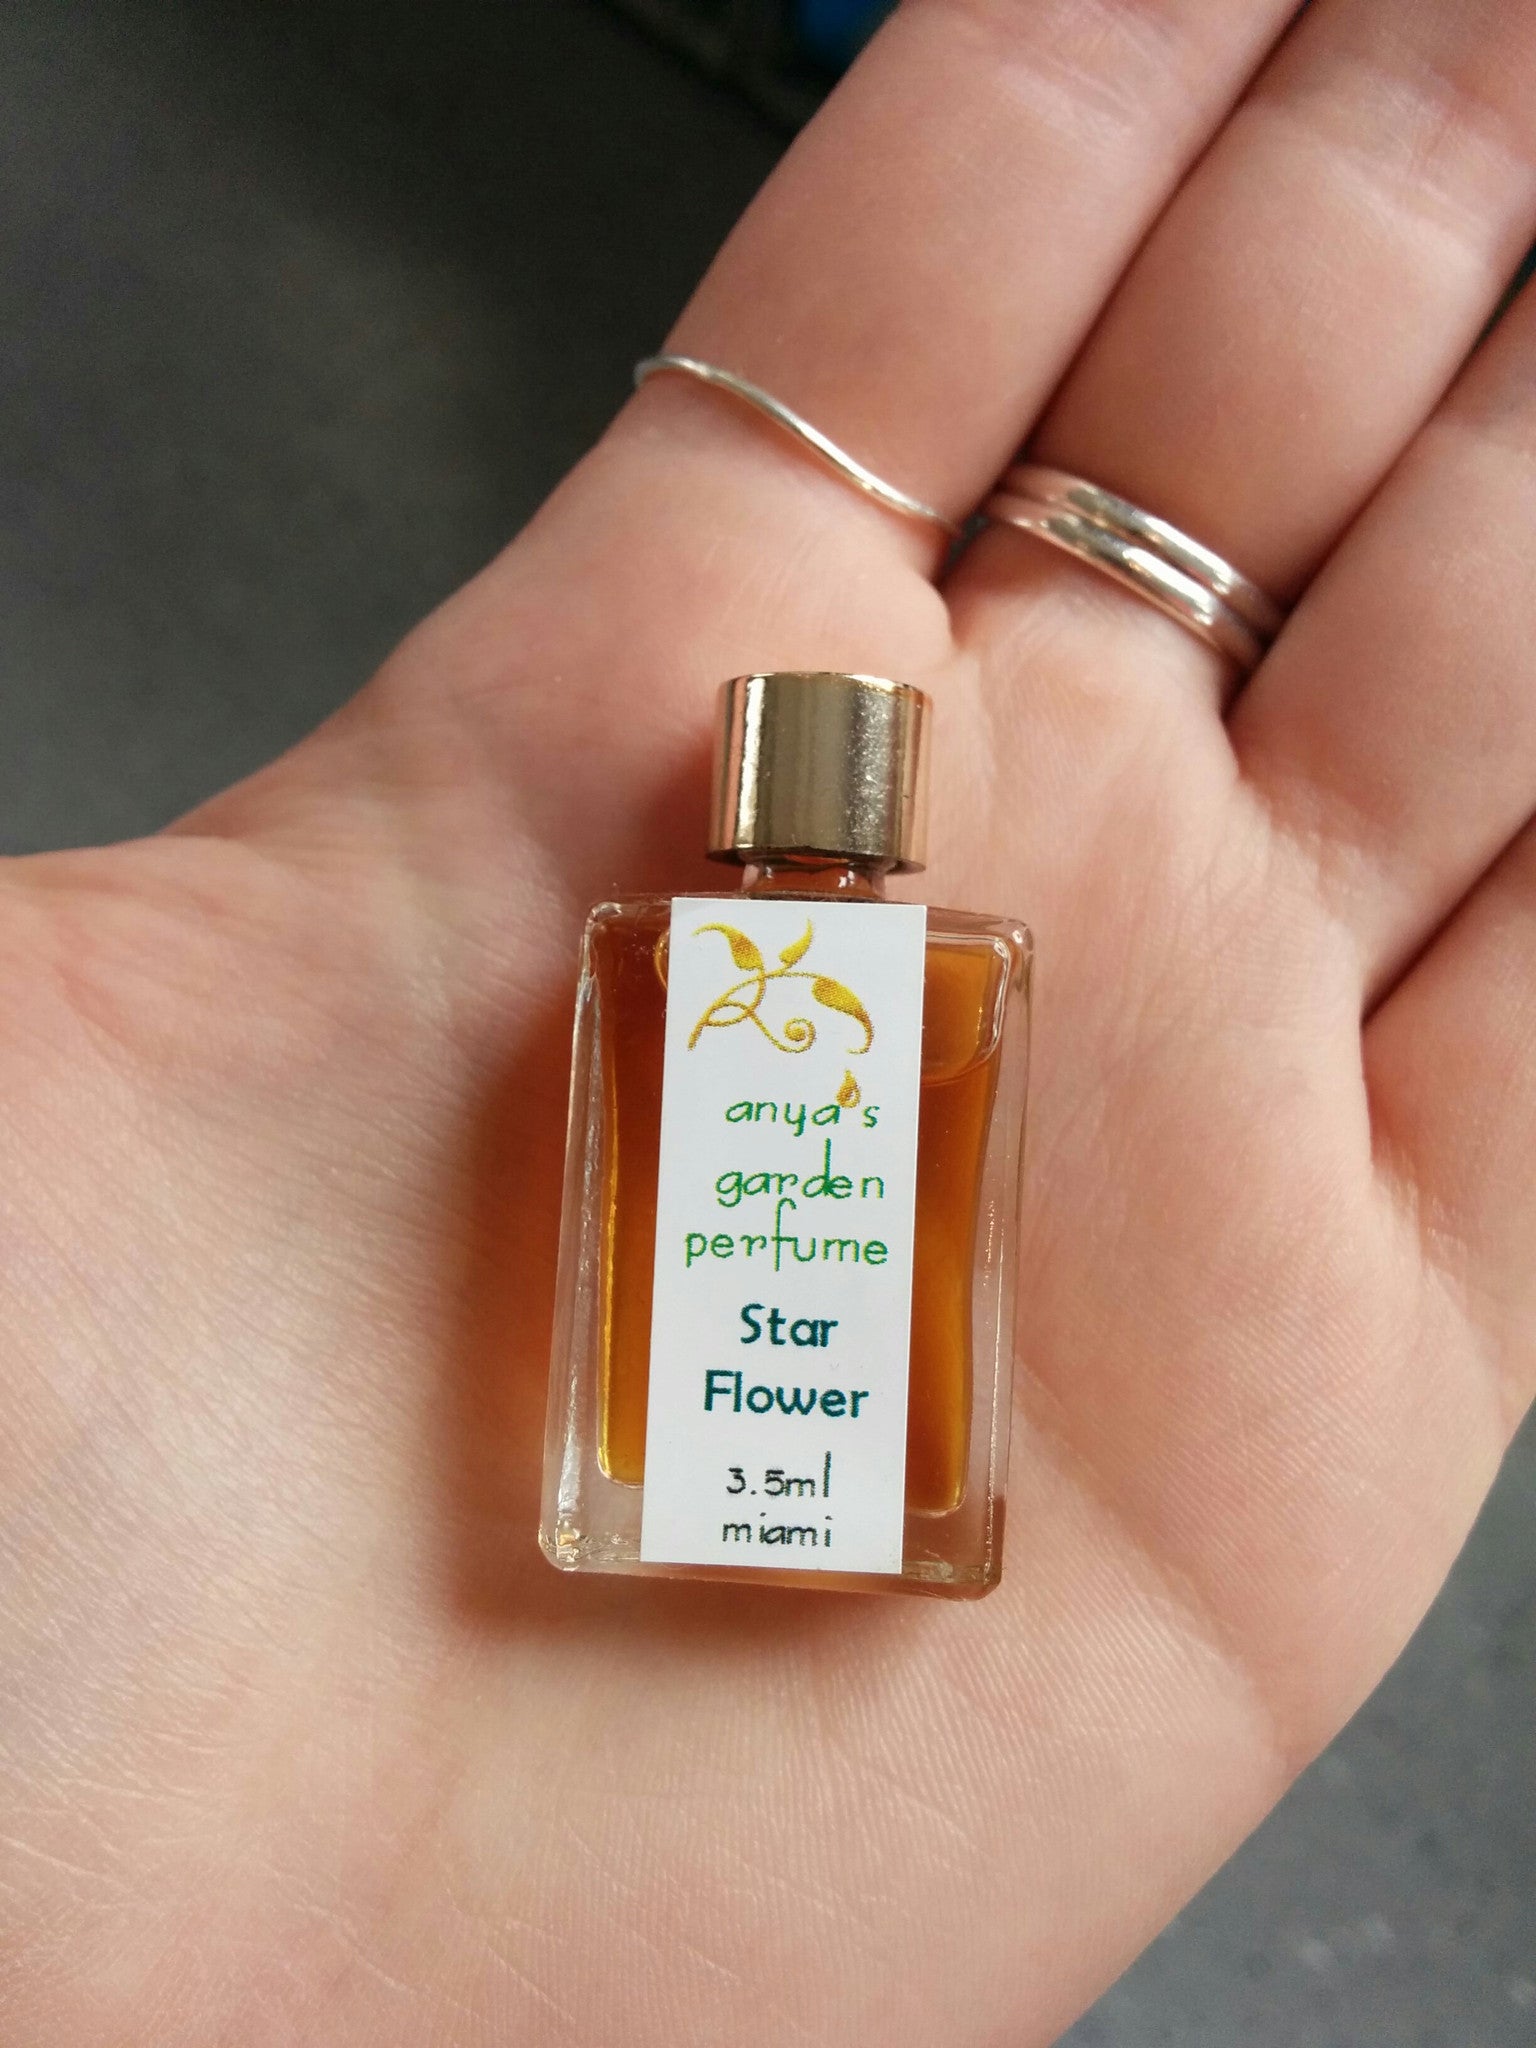 anya's
garden
perfume
Star
Flower
3.5ml
miami